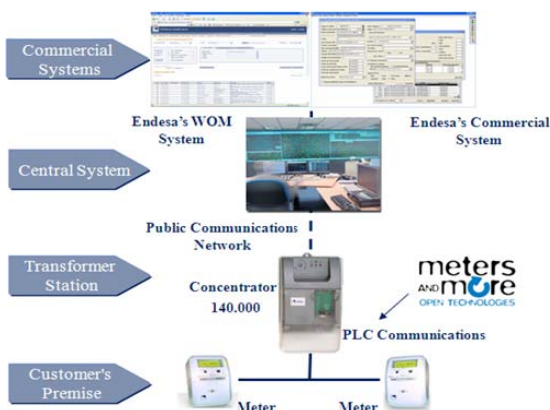 Commercial
Systems
Endesa's WOM
System
Endesa's Commercial
System
Central System
Public Communications
Network
Transformer
Station
Concentrator
140.000
meters
AND more
OPEN TECHNOLOGIES
PLC Communications
Customer's
Premise
Meter
Meter